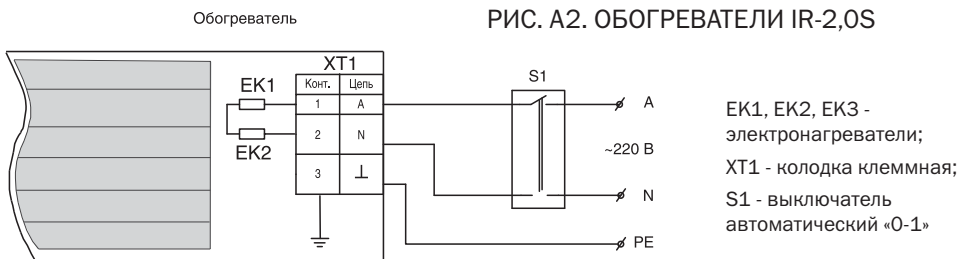 Обогреватель
РИС. А2. ОБОГРЕВАТЕЛИ IR-2,0S
XT1
Конт. Цепь
1 A
2 N
3 ⊥
EK1
EK2
S1
A
~220 В
N
PE
EK1, EK2, EK3 -
электронагреватели;
XT1 - колодка клеммная;
S1 - выключатель
автоматический «0-1»